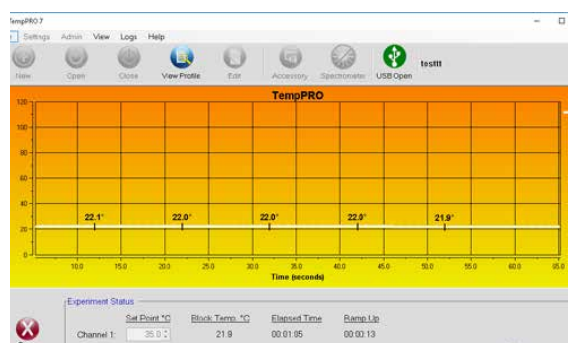 TempPRO 7
Settings Admin View Logs Help
New Open Close View Profile Edit Accessory Spectrometer USB Open testtt
TempPRO
120
100
80
60
40
22.1° 22.0° 22.0° 22.0° 21.9°
20
0
10.0 15.0 20.0 25.0 30.0 35.0 40.0 45.0 50.0 55.0 60.0 65.0
Time (seconds)
Experiment Status
Set Point °C Block Temp. °C Elapsed Time Ramp Up
Channel 1: 35.0 21.9 00:01:05 00:00:13